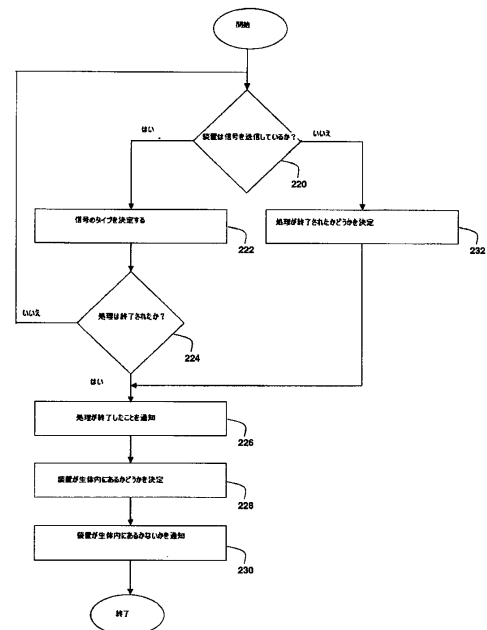 開始
装置は信号を送信しているか？
はい
いいえ
220
信号のタイプを決定する
222
処理が終了されたかどうかを決定
232
処理は終了されたか？
いいえ
224
はい
処理が終了したことを通知
226
装置が生体内にあるかどうかを決定
228
装置が生体内にあるかないかを通知
230
終了